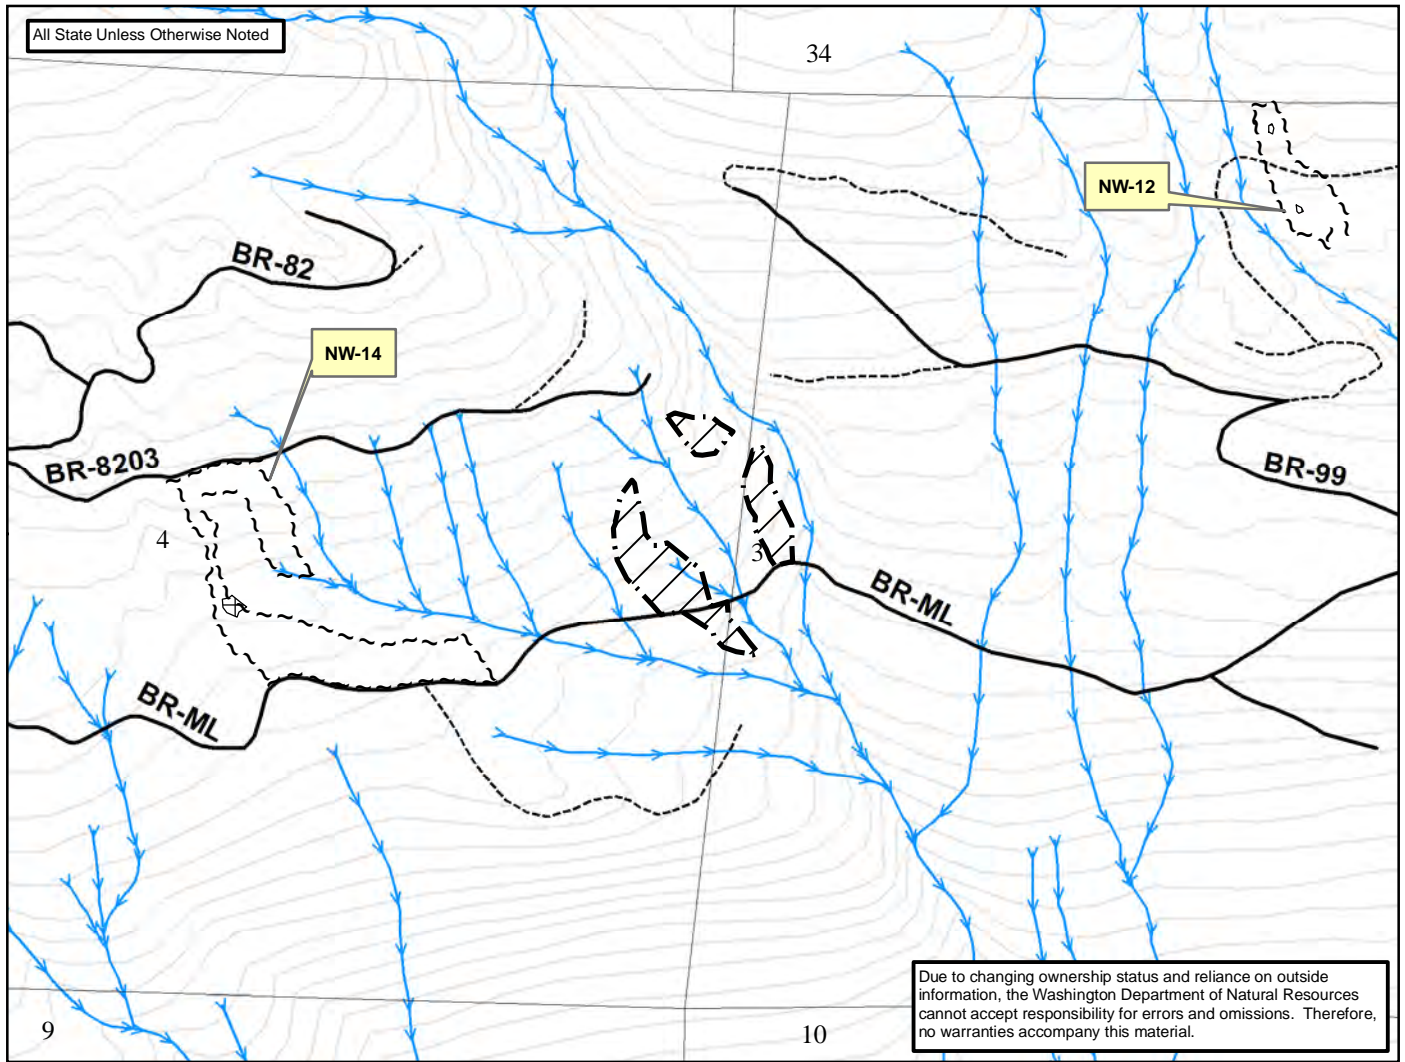 All State Unless Otherwise Noted
34
NW-12
BR-82
NW-14
BR-8203
BR-99
4
3
BR-ML
BR-ML
Due to changing ownership status and reliance on outside
information, the Washington Department of Natural Resources
cannot accept responsibility for errors and omissions. Therefore,
no warranties accompany this material.
9
10